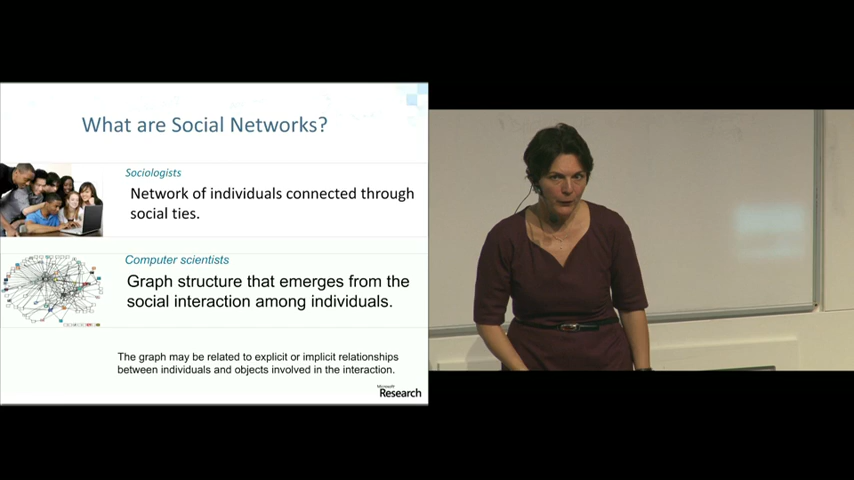 What are Social Networks?
Sociologists
Network of individuals connected through
social ties.
Computer scientists
Graph structure that emerges from the
social interaction among individuals.
The graph may be related to explicit or implicit relationships
between individuals and objects involved in the interaction.
Microsoft
Research